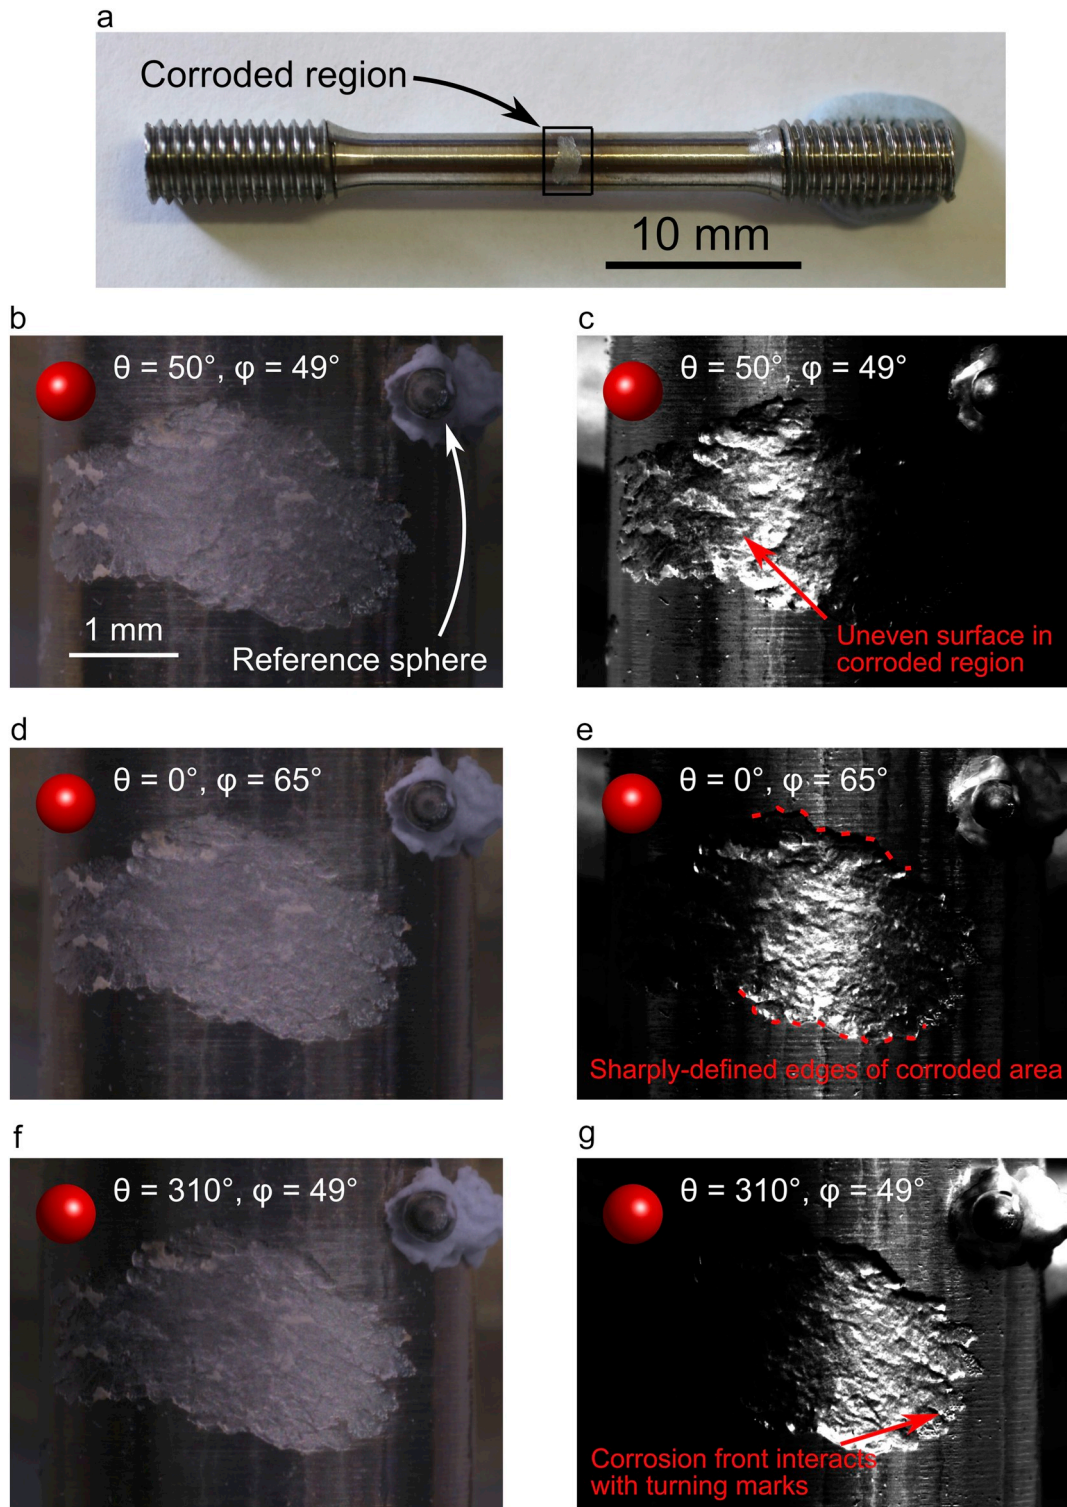 a
Corroded region
10 mm
b
θ = 50°, φ = 49°
1 mm
Reference sphere
c
θ = 50°, φ = 49°
Uneven surface in
corroded region
d
θ = 0°, φ = 65°
e
θ = 0°, φ = 65°
Sharply-defined edges of corroded area
f
θ = 310°, φ = 49°
g
θ = 310°, φ = 49°
Corrosion front interacts
with turning marks